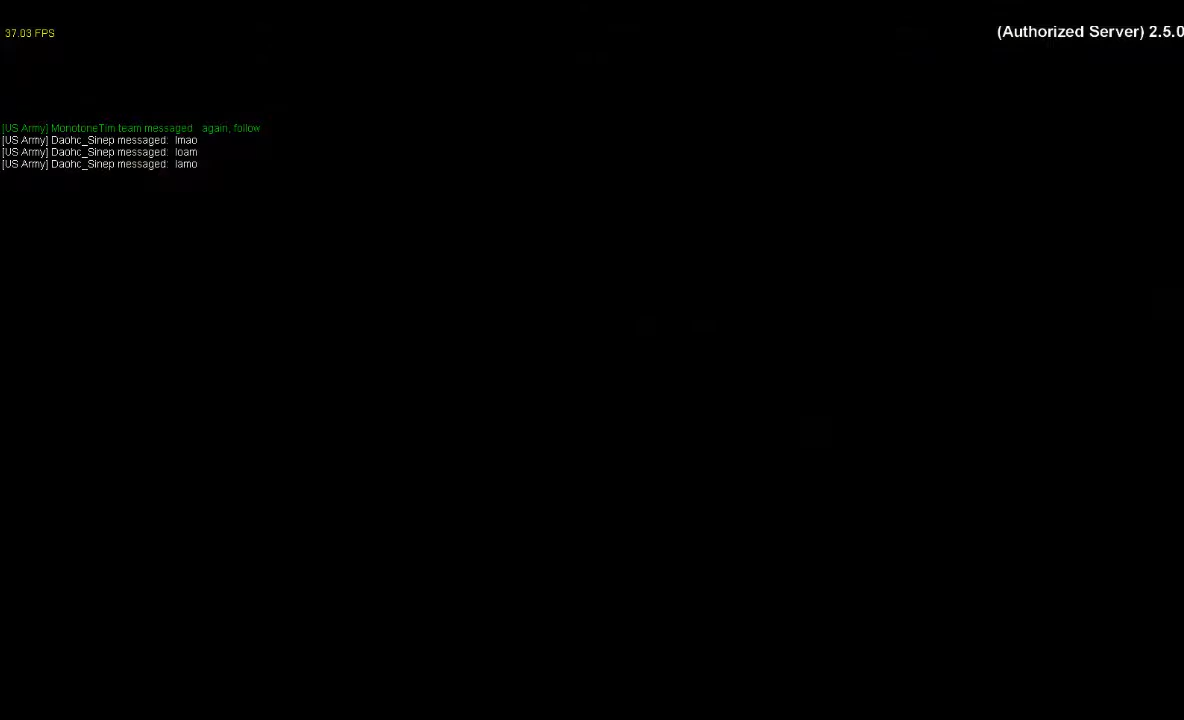 37.03 FPS
(Authorized Server) 2.5.0
[US Army] MonotoneTim team messaged   again, follow
[US Army] Daohc_Sinep messaged:  lmao
[US Army] Daohc_Sinep messaged:  loam
[US Army] Daohc_Sinep messaged:  lamo